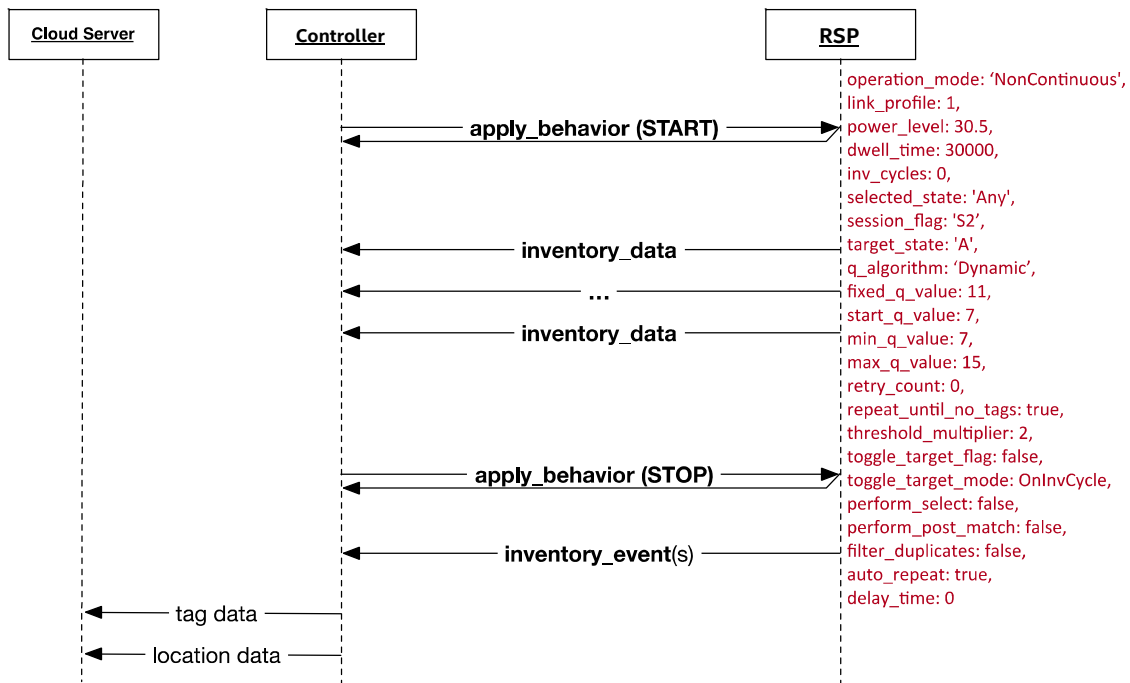 Cloud Server
Controller
RSP
operation_mode: ‘NonContinuous’,
link_profile: 1,
apply_behavior (START)
power_level: 30.5,
dwell_time: 30000,
inv_cycles: 0,
selected_state: 'Any',
session_flag: 'S2’,
inventory_data
target_state: 'A',
q_algorithm: ‘Dynamic’,
...
fixed_q_value: 11,
start_q_value: 7,
inventory_data
min_q_value: 7,
max_q_value: 15,
retry_count: 0,
repeat_until_no_tags: true,
threshold_multiplier: 2,
toggle_target_flag: false,
apply_behavior (STOP)
toggle_target_mode: OnInvCycle,
perform_select: false,
perform_post_match: false,
inventory_event(s)
filter_duplicates: false,
auto_repeat: true,
delay_time: 0
tag data
location data